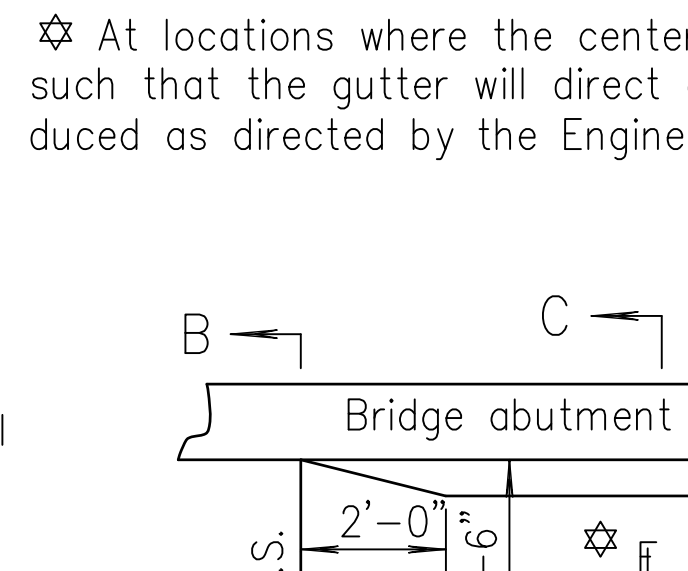 ✡ At locations where the center
such that the gutter will direct
duced as directed by the Engine
B
C
Bridge abutment
2'-0"
-6"
S.
✡